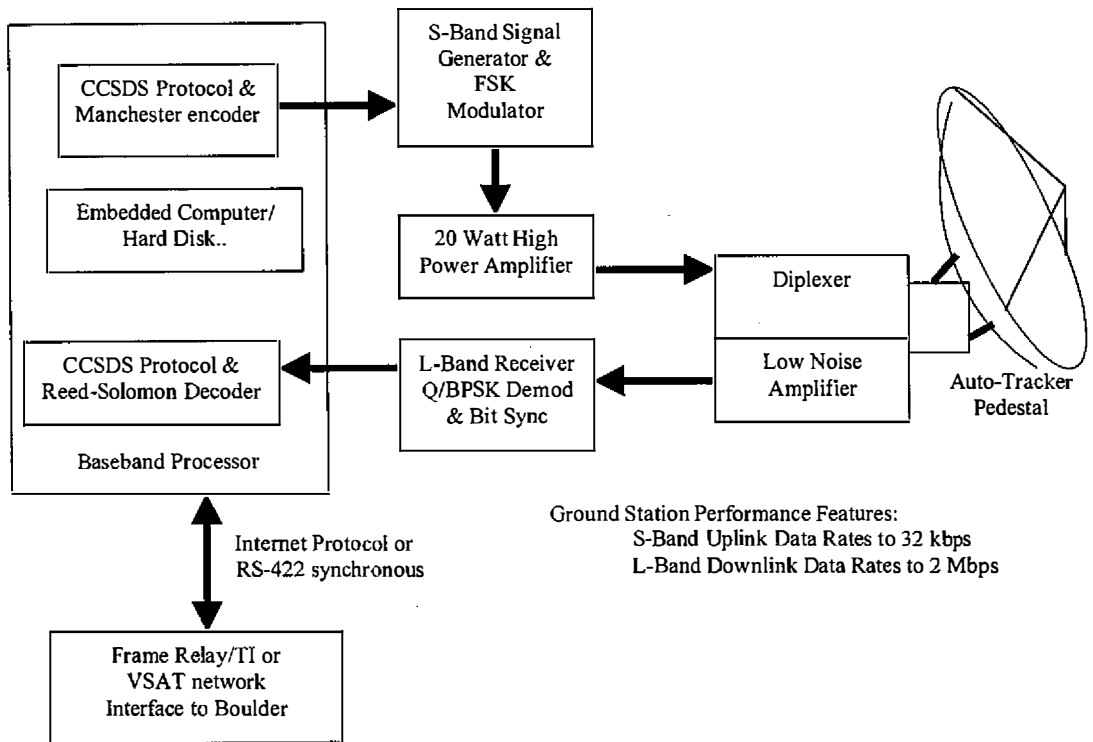 S-Band Signal
Generator &
FSK
Modulator
CCSDS Protocol &
Manchester encoder
Embedded Computer/
Hard Disk..
20 Watt High
Power Amplifier
Diplexer
CCSDS Protocol &
Reed-Solomon Decoder
L-Band Receiver
Q/BPSK Demod
& Bit Sync
Low Noise
Amplifier
Auto-Tracker
Pedestal
Baseband Processor
Ground Station Performance Features:
S-Band Uplink Data Rates to 32 kbps
L-Band Downlink Data Rates to 2 Mbps
Internet Protocol or
RS-422 synchronous
Frame Relay/TI or
VSAT network
Interface to Boulder